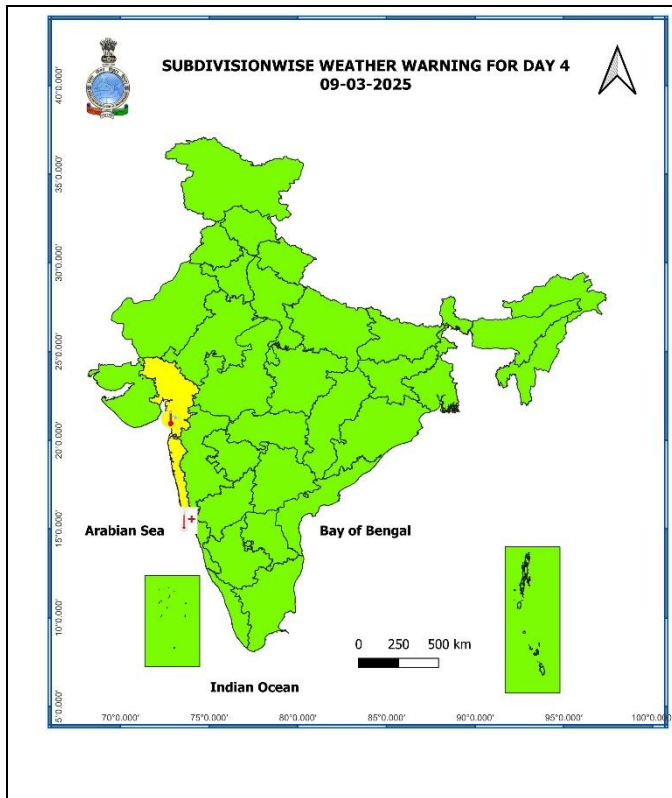 SUBDIVISIONWISE WEATHER WARNING FOR DAY 4
09-03-2025
40°0.000'
35°0.000'
30°0.000'
25°0.000'
20°0.000'
15°0.000'
10°0.000'
5°0.000'
Arabian Sea
Bay of Bengal
0 250 500 km
Indian Ocean
70°0.000' 75°0.000' 80°0.000' 85°0.000' 90°0.000' 95°0.000' 100°0.000'